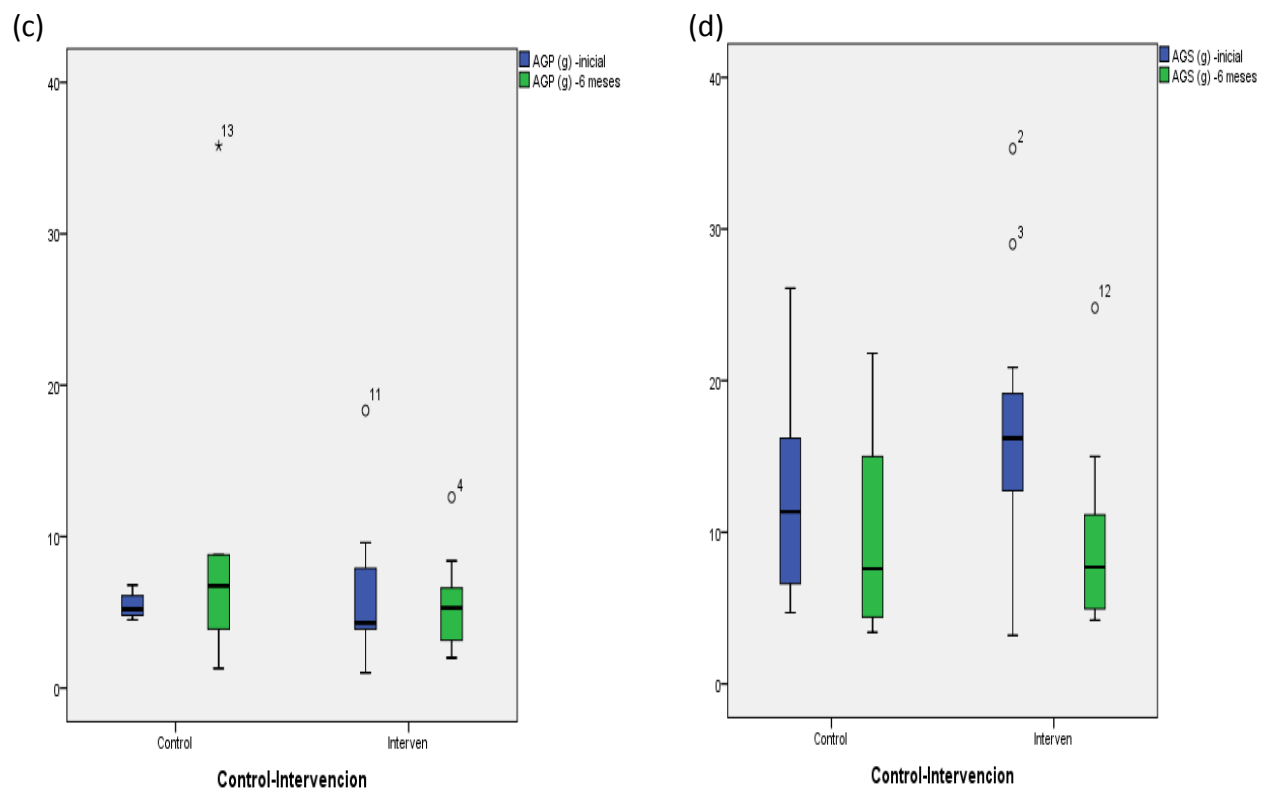 (c)
AGP (g) -inicial
AGP (g) -6 meses
40
30
20
10
0
13
11
4
Control
Interven
Control-Intervencion
(d)
AGS (g) -inicial
AGS (g) -6 meses
40
30
20
10
0
2
3
12
Control
Interven
Control-Intervencion